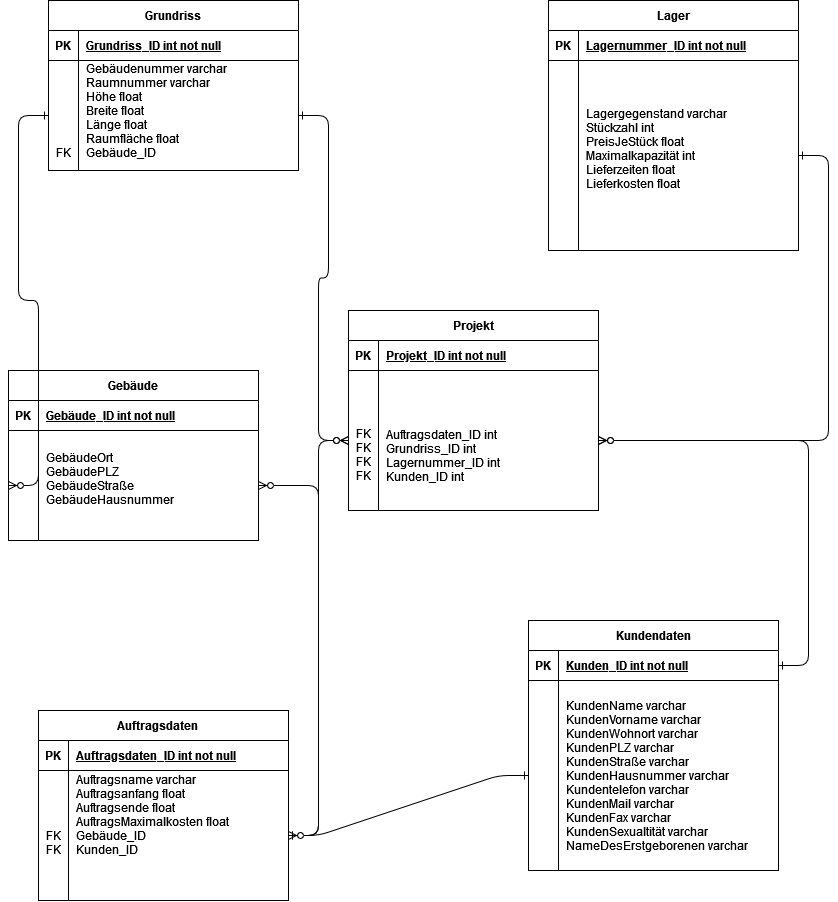 Grundriss
PK Grundriss_ID int not null
Gebäudenummer varchar
Raumnummer varchar
Höhe float
Breite float
Länge float
Raumfläche float
FK Gebäude_ID
Lager
PK Lagernummer_ID int not null
Lagergegenstand varchar
Stückzahl int
PreisJeStück float
Maximalkapazität int
Lieferzeiten float
Lieferkosten float
Projekt
PK Projekt_ID int not null
FK Auftragsdaten_ID int
FK Grundriss_ID int
FK Lagernummer_ID int
FK Kunden_ID int
Gebäude
PK Gebäude_ID int not null
GebäudeOrt
GebäudePLZ
GebäudeStraße
GebäudeHausnummer
Kundendaten
PK Kunden_ID int not null
KundenName varchar
KundenVorname varchar
KundenWohnort varchar
KundenPLZ varchar
KundenStraße varchar
KundenHausnummer varchar
Kundentelefon varchar
KundenMail varchar
KundenFax varchar
KundenSexualtität varchar
NameDesErstgeborenen varchar
Auftragsdaten
PK Auftragsdaten_ID int not null
Auftragsname varchar
Auftragsanfang float
Auftragsende float
AuftragsMaximalkosten float
FK Gebäude_ID
FK Kunden_ID